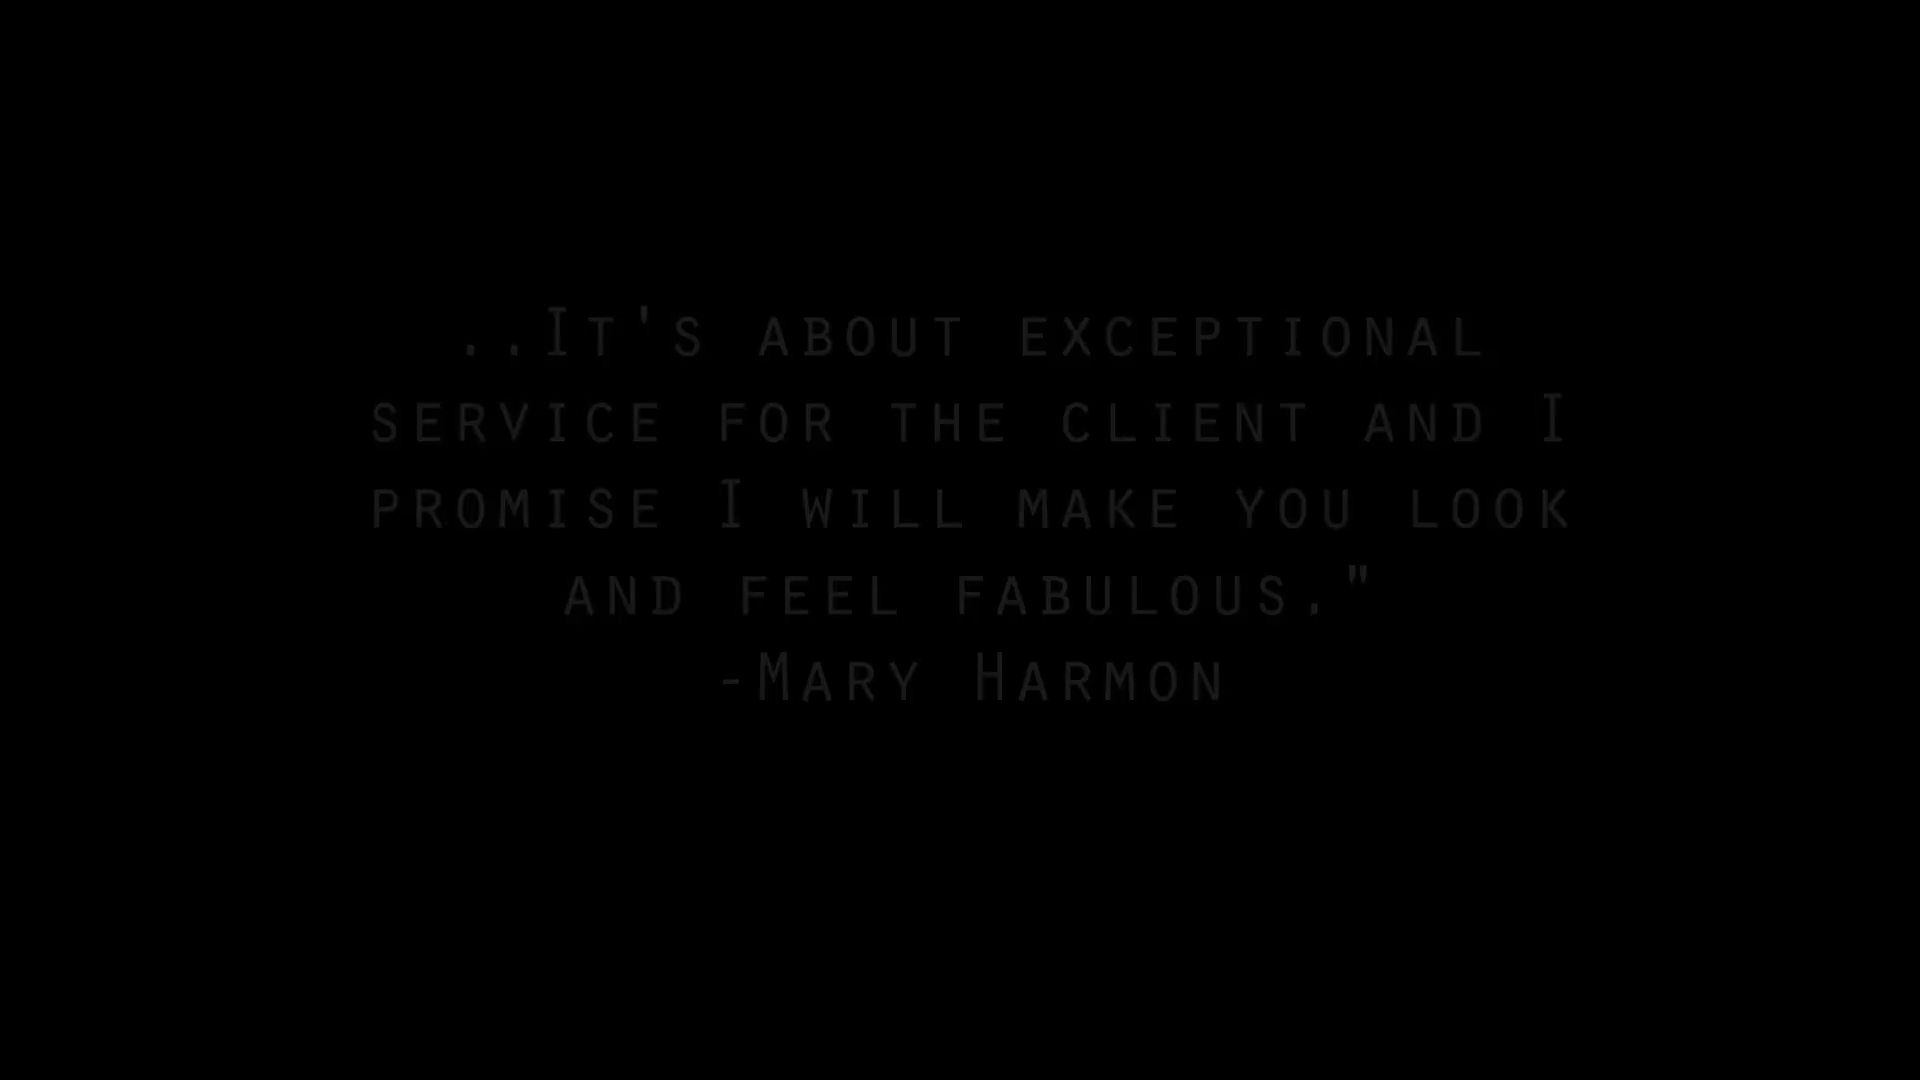 ..It's about exceptional
service for the client and I
promise I will make you look
and feel fabulous."
-Mary Harmon